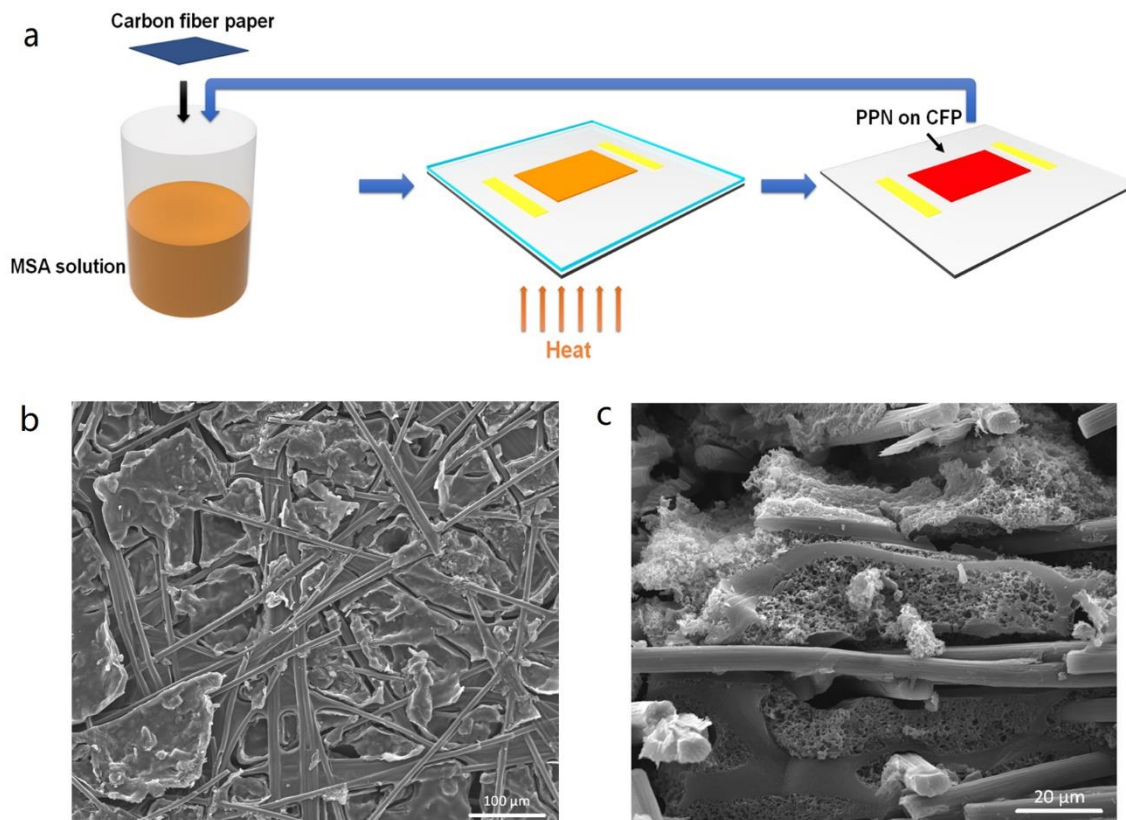 a
Carbon fiber paper
PPN on CFP
MSA solution
Heat
b
100 μm
c
20 μm